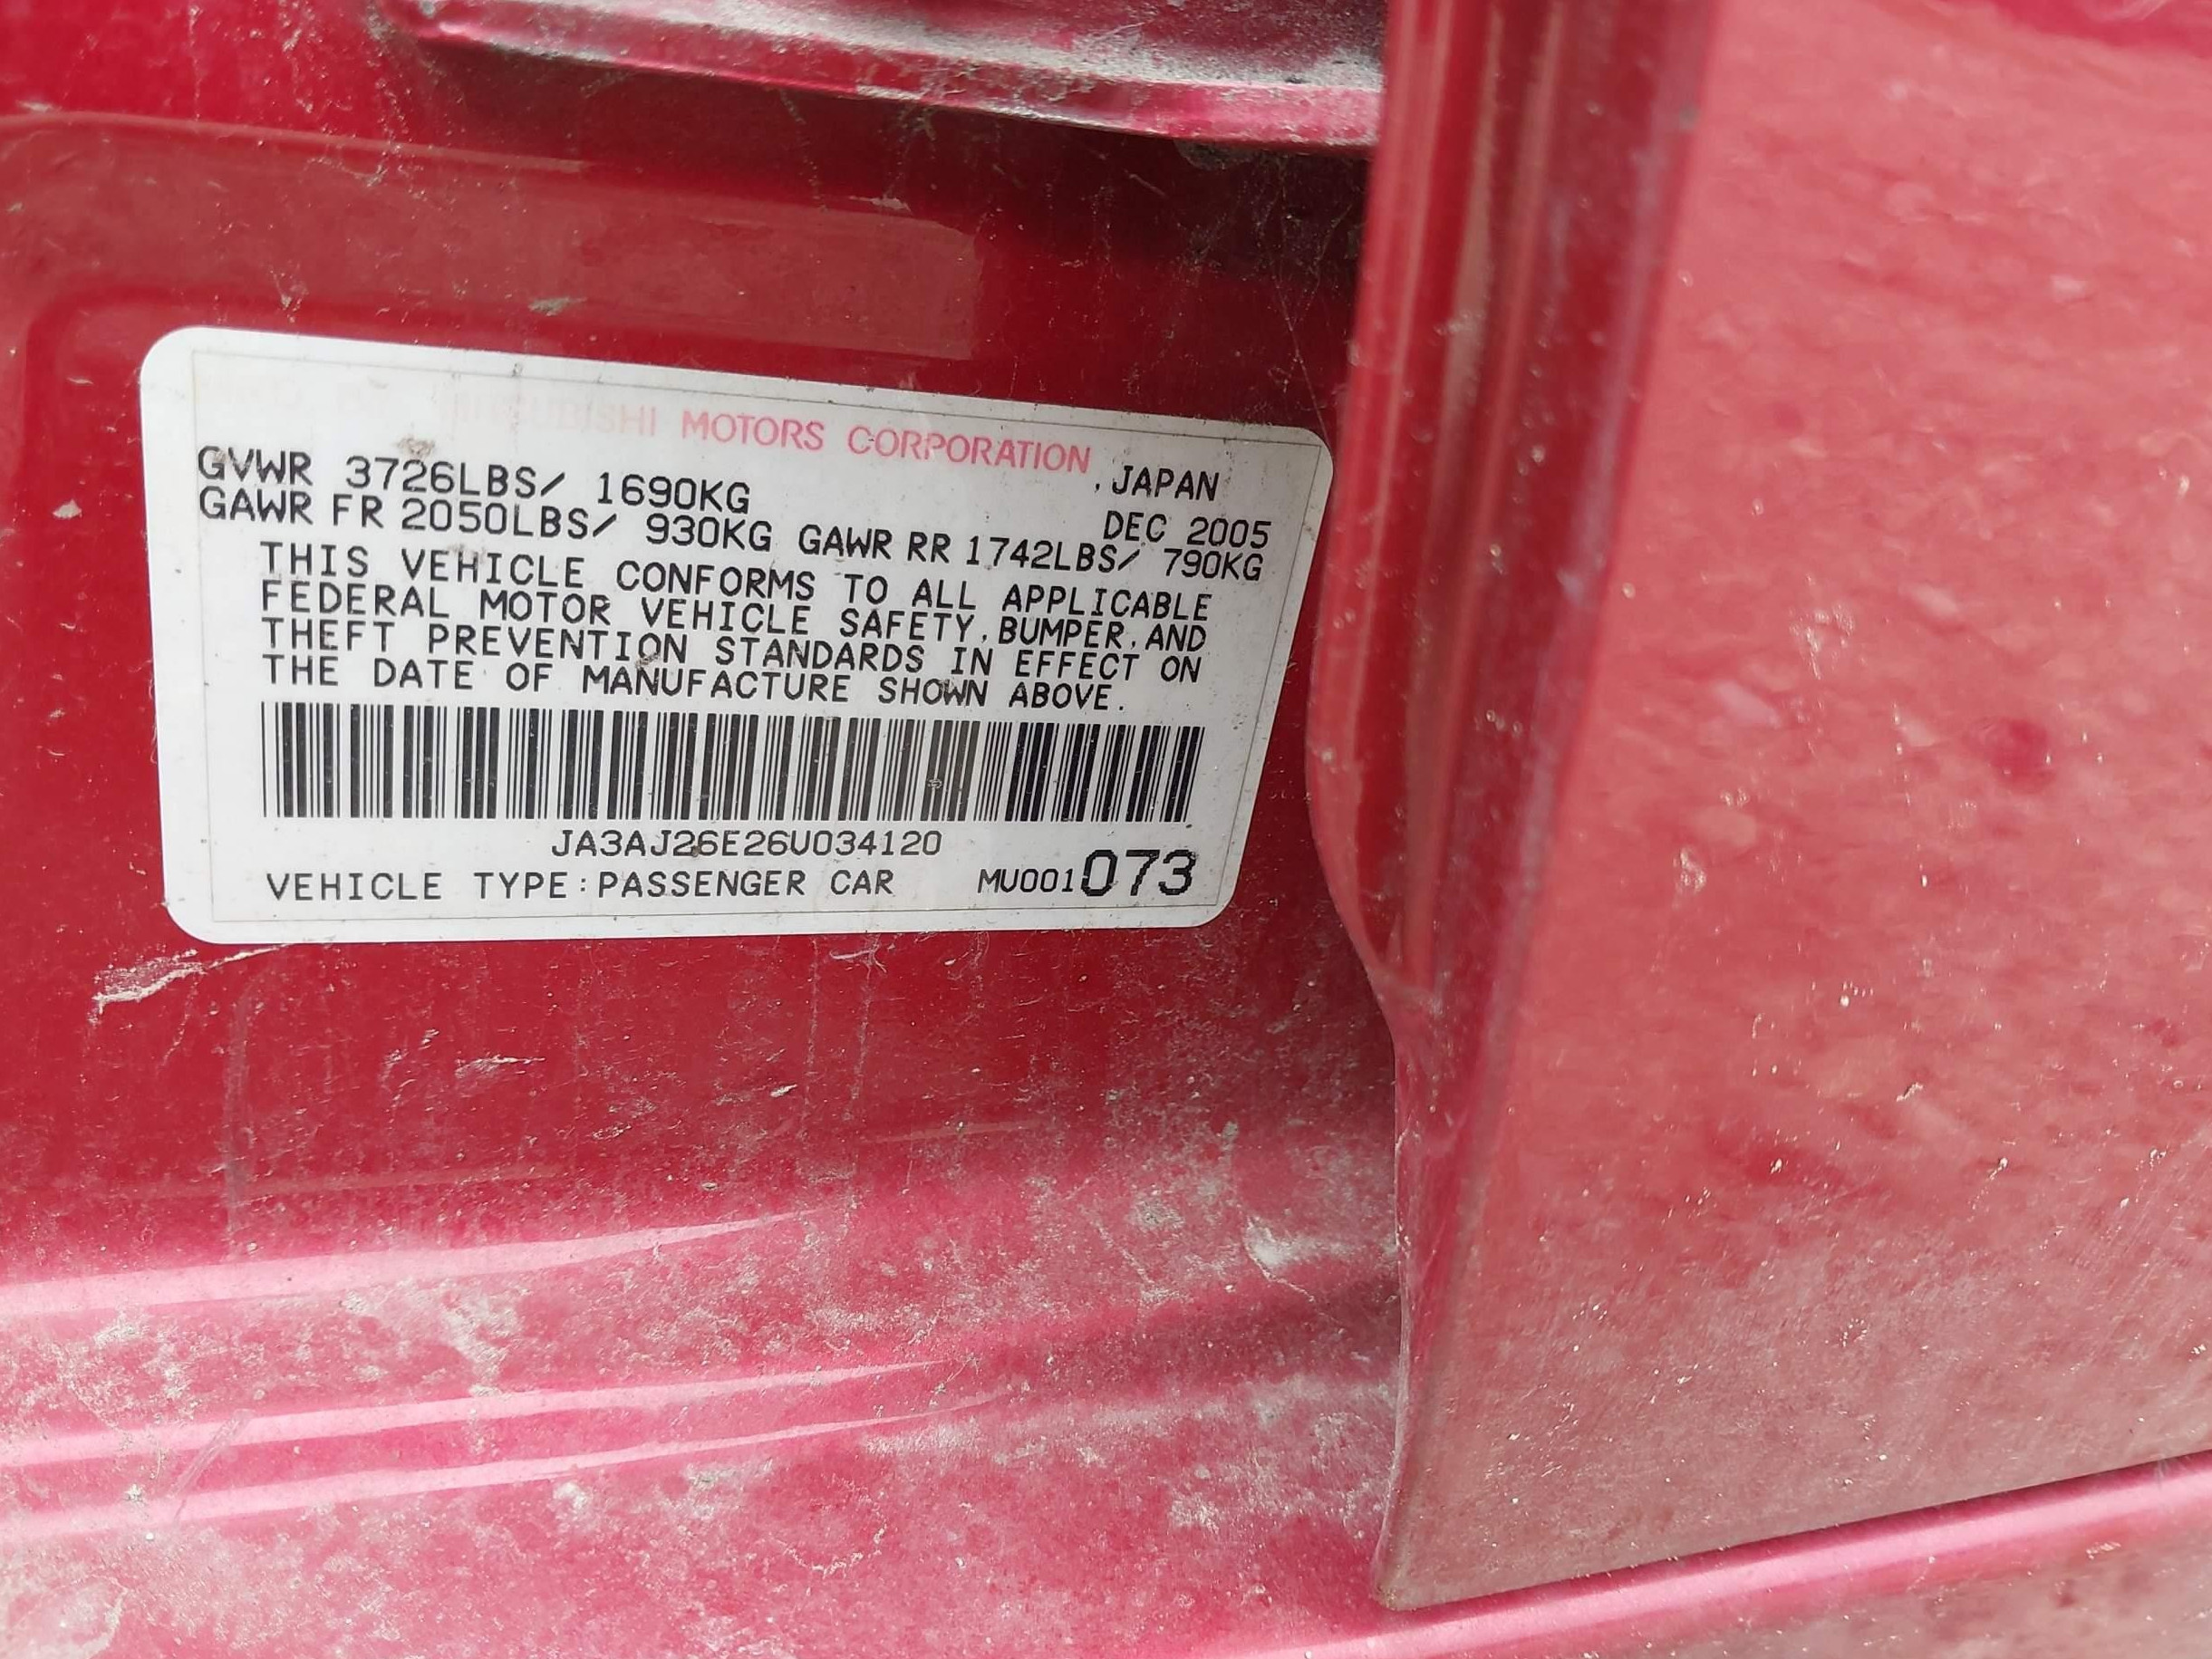 MITSUBISHI MOTORS CORPORATION
, JAPAN
GVWR 3726LBS/ 1690KG DEC 2005
GAWR FR 2050LBS/ 930KG GAWR RR 1742LBS/ 790KG
THIS VEHICLE CONFORMS TO ALL APPLICABLE
FEDERAL MOTOR VEHICLE SAFETY, BUMPER, AND
THEFT PREVENTION STANDARDS IN EFFECT ON
THE DATE OF MANUFACTURE SHOWN ABOVE.
JA3AJ26E26U034120
VEHICLE TYPE:PASSENGER CAR MU001073